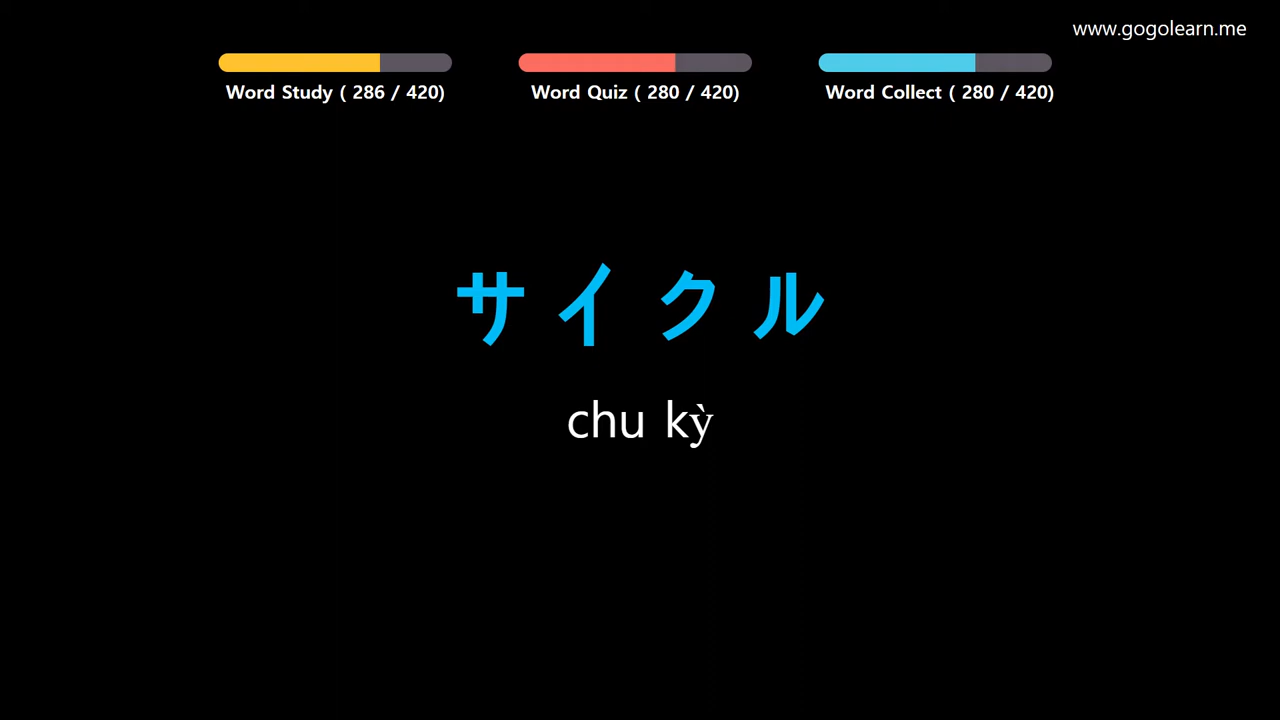 www.gogolearn.me
Word Study ( 286 / 420)
Word Quiz ( 280 / 420)
Word Collect ( 280 / 420)
サイクル
chu kỳ